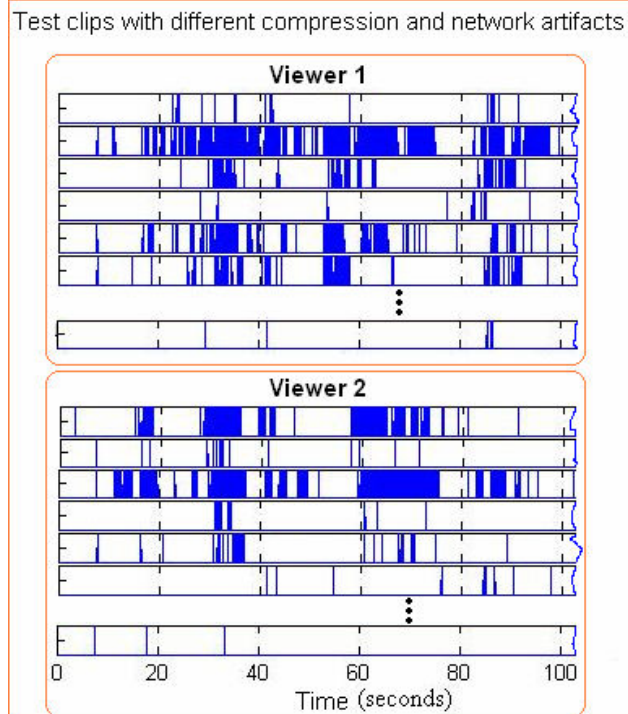 Test clips with different compression and network artifacts
Viewer 1
Viewer 2
0 20 40 60 80 100
Time (seconds)